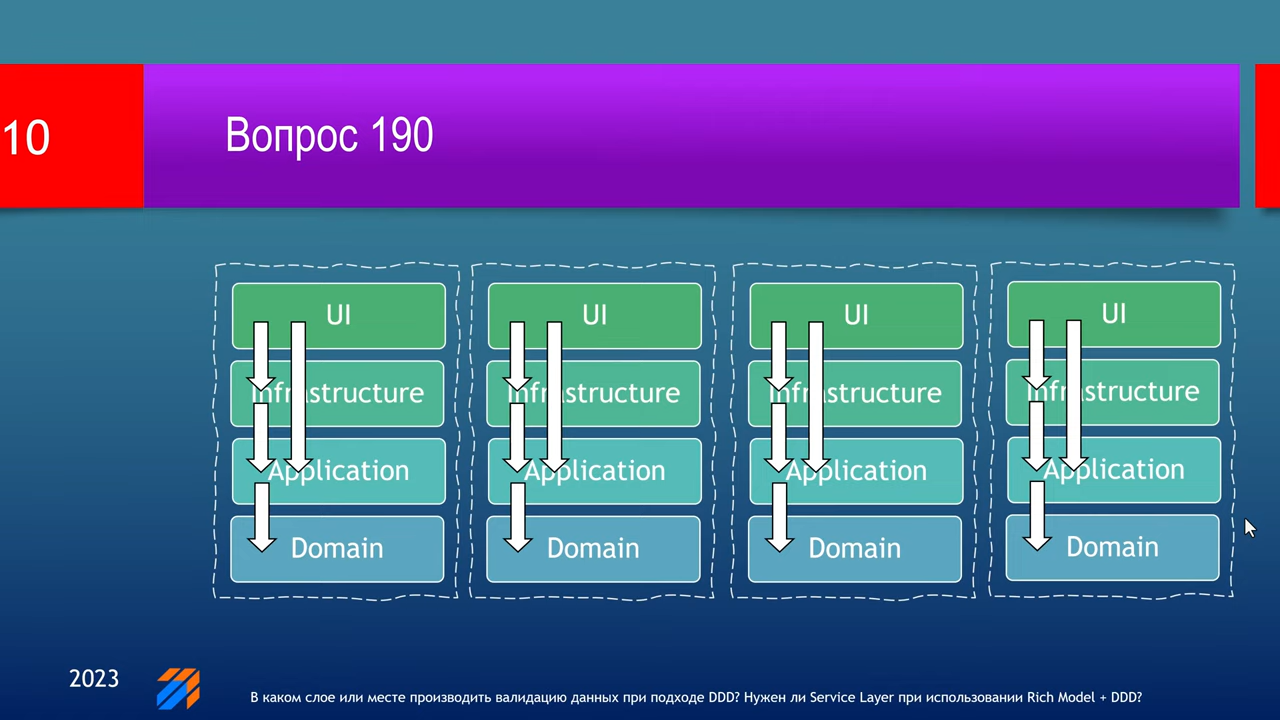 10
Вопрос 190
UI
UI
UI
UI
Infrastructure
Infrastructure
Infrastructure
Infrastructure
Application
Application
Application
Application
Domain
Domain
Domain
Domain
2023
В каком слое или месте производить валидацию данных при подходе DDD? Нужен ли Service Layer при использовании Rich Model + DDD?